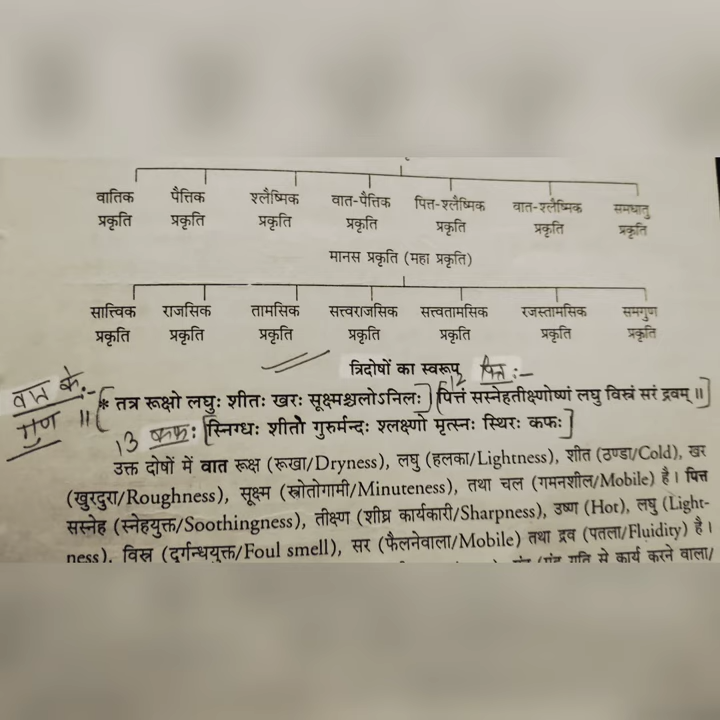 वातिक पैत्तिक श्लैष्मिक वात-पैत्तिक पित्त-श्लैष्मिक वात-श्लैष्मिक समधातु
प्रकृति प्रकृति प्रकृति प्रकृति प्रकृति प्रकृति प्रकृति
मानस प्रकृति (महा प्रकृति)
सात्त्विक राजसिक तामसिक सत्त्वराजसिक सत्त्वतामसिक रजस्तामसिक समगुण
प्रकृति प्रकृति प्रकृति प्रकृति प्रकृति प्रकृति प्रकृति
त्रिदोषों का स्वरूप 12 पित्त :-
वात के :-
गुण 11
[* तत्र रूक्षो लघुः शीतः खरः सूक्ष्मश्चलोऽनिलः] [पित्तं सस्नेहतीक्ष्णोष्णं लघु विस्रं सरं द्रवम् ॥]
13 कफः [स्निग्धः शीतो गुरुर्मन्दः श्लक्ष्णो मृत्स्नः स्थिरः कफः]
उक्त दोषों में वात रूक्ष (रूखा/Dryness), लघु (हलका/Lightness), शीत (ठण्डा/Cold), खर
(खुरदुरा/Roughness), सूक्ष्म (स्रोतोगामी/Minuteness), तथा चल (गमनशील/Mobile) है। पित्त
सस्नेह (स्नेहयुक्त/Soothingness), तीक्ष्ण (शीघ्र कार्यकारी/Sharpness), उष्ण (Hot), लघु (Light-
ness), विस्र (दुर्गन्धयुक्त/Foul smell), सर (फैलनेवाला/Mobile) तथा द्रव (पतला/Fluidity) है।
गति से कार्य करने वाला/